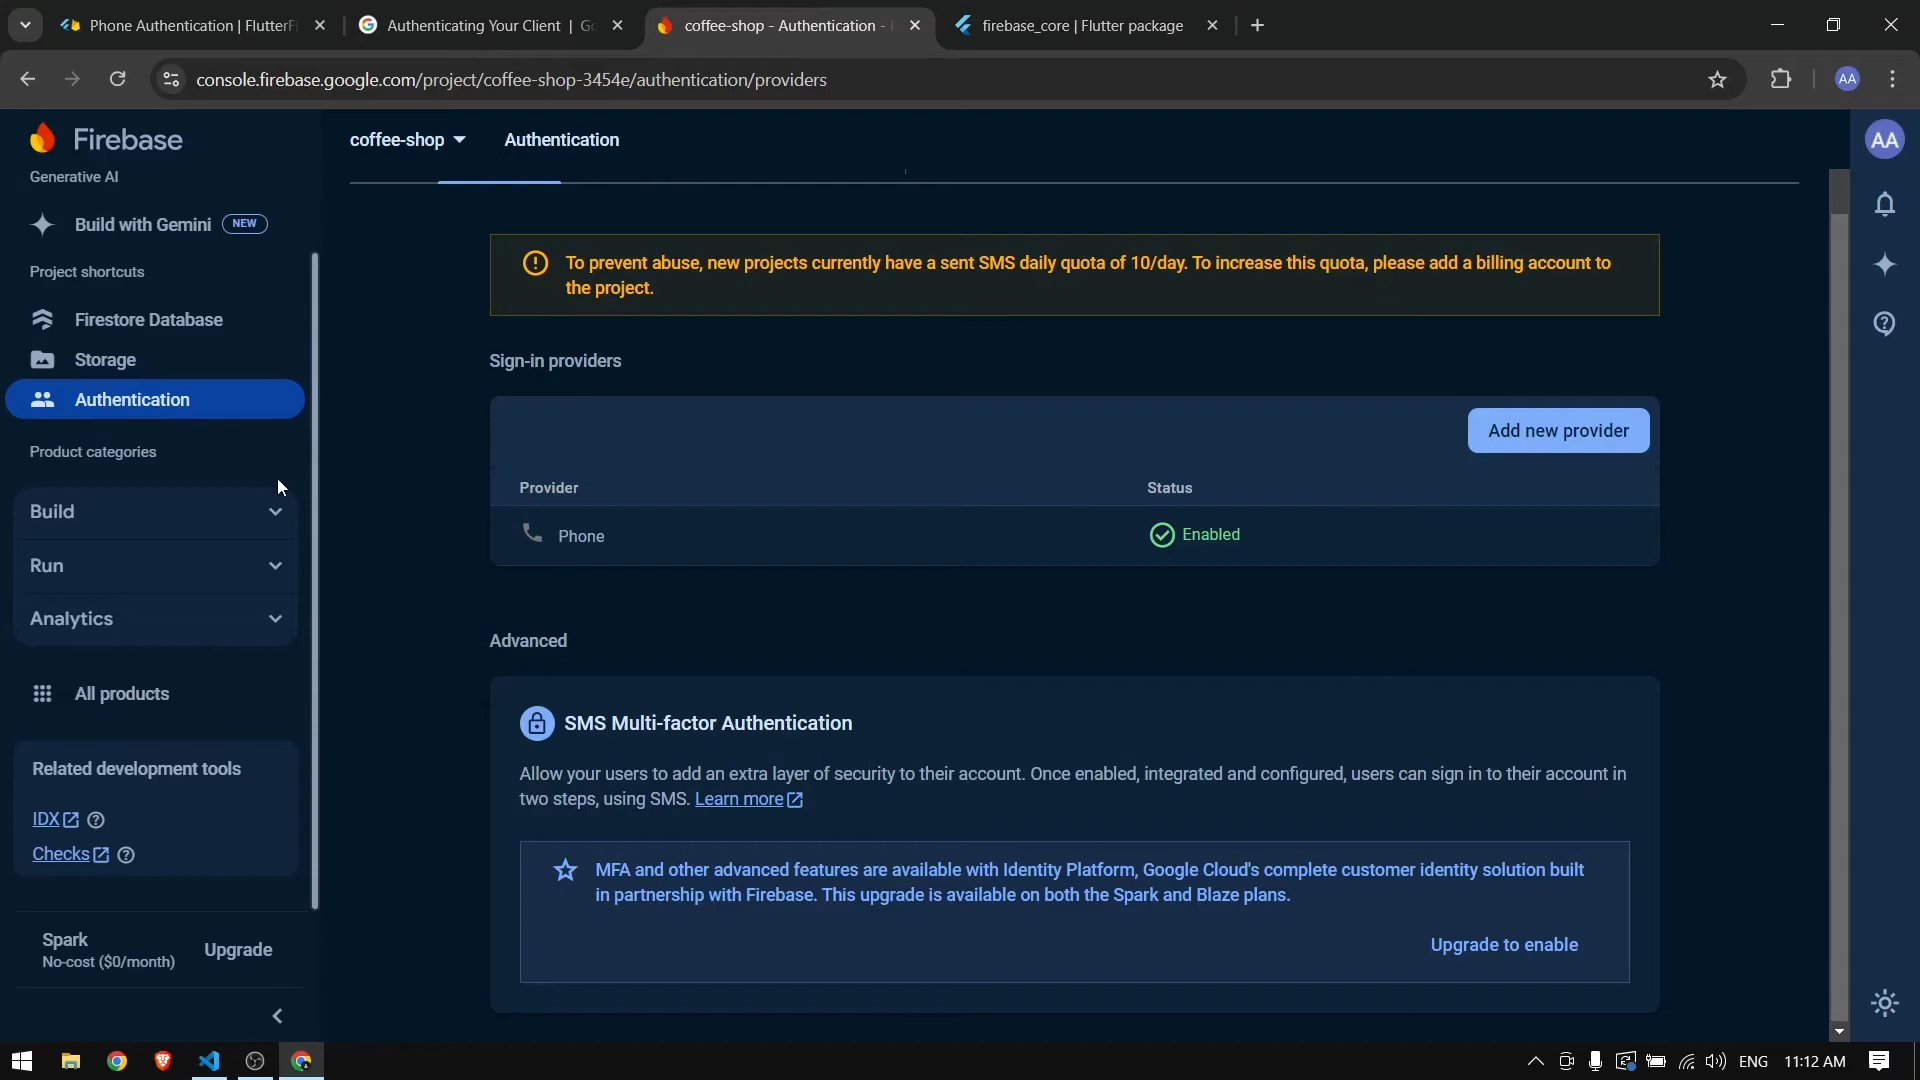 Phone Authentication | FlutterFi
Authenticating Your Client | Go
coffee-shop - Authentication -
firebase_core | Flutter package
console.firebase.google.com/project/coffee-shop-3454e/authentication/providers
AA
Firebase
coffee-shop
Authentication
AA
Generative AI
Build with Gemini NEW
Project shortcuts
Firestore Database
Storage
Authentication
Product categories
Build
Run
Analytics
All products
Related development tools
IDX
Checks
Spark
No-cost ($0/month)
Upgrade
To prevent abuse, new projects currently have a sent SMS daily quota of 10/day. To increase this quota, please add a billing account to
the project.
Sign-in providers
Add new provider
Provider Status
Phone Enabled
Advanced
SMS Multi-factor Authentication
Allow your users to add an extra layer of security to their account. Once enabled, integrated and configured, users can sign in to their account in
two steps, using SMS. Learn more
MFA and other advanced features are available with Identity Platform, Google Cloud's complete customer identity solution built
in partnership with Firebase. This upgrade is available on both the Spark and Blaze plans.
Upgrade to enable
ENG 11:12 AM